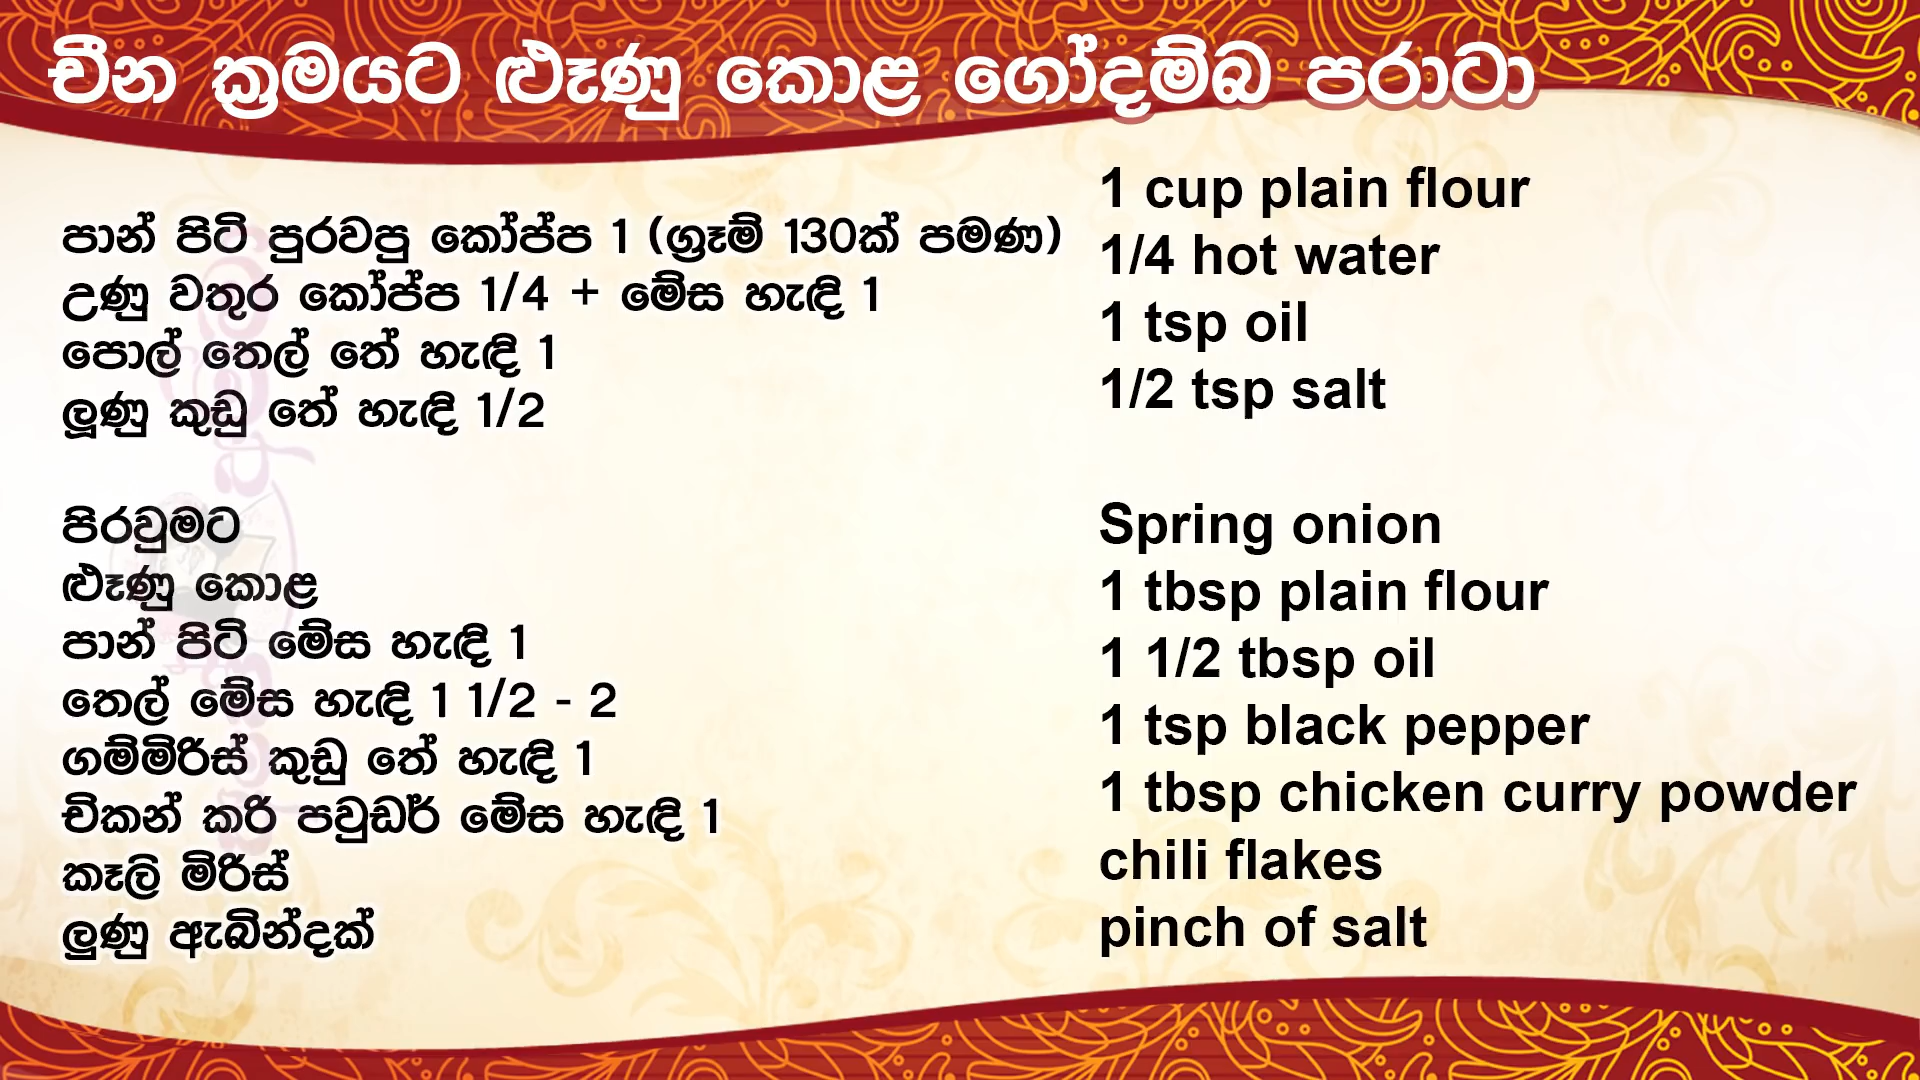 චීන ක්‍රමයට ළූණු කොළ ගෝදම්බ පරාටා
පාන් පිටි පුරවපු කෝප්ප 1 (ග්‍රෑම් 130ක් පමණ)
උණු වතුර කෝප්ප 1/4 + මේස හැඳි 1
පොල් තෙල් තේ හැඳි 1
ලූණු කුඩු තේ හැඳි 1/2
පිරවුමට
ළූණු කොළ
පාන් පිටි මේස හැඳි 1
තෙල් මේස හැඳි 1 1/2 - 2
ගම්මිරිස් කුඩු තේ හැඳි 1
චිකන් කරි පවුඩර් මේස හැඳි 1
කෑලි මිරිස්
ලුණු ඇබින්දක්
1 cup plain flour
1/4 hot water
1 tsp oil
1/2 tsp salt
Spring onion
1 tbsp plain flour
1 1/2 tbsp oil
1 tsp black pepper
1 tbsp chicken curry powder
chili flakes
pinch of salt